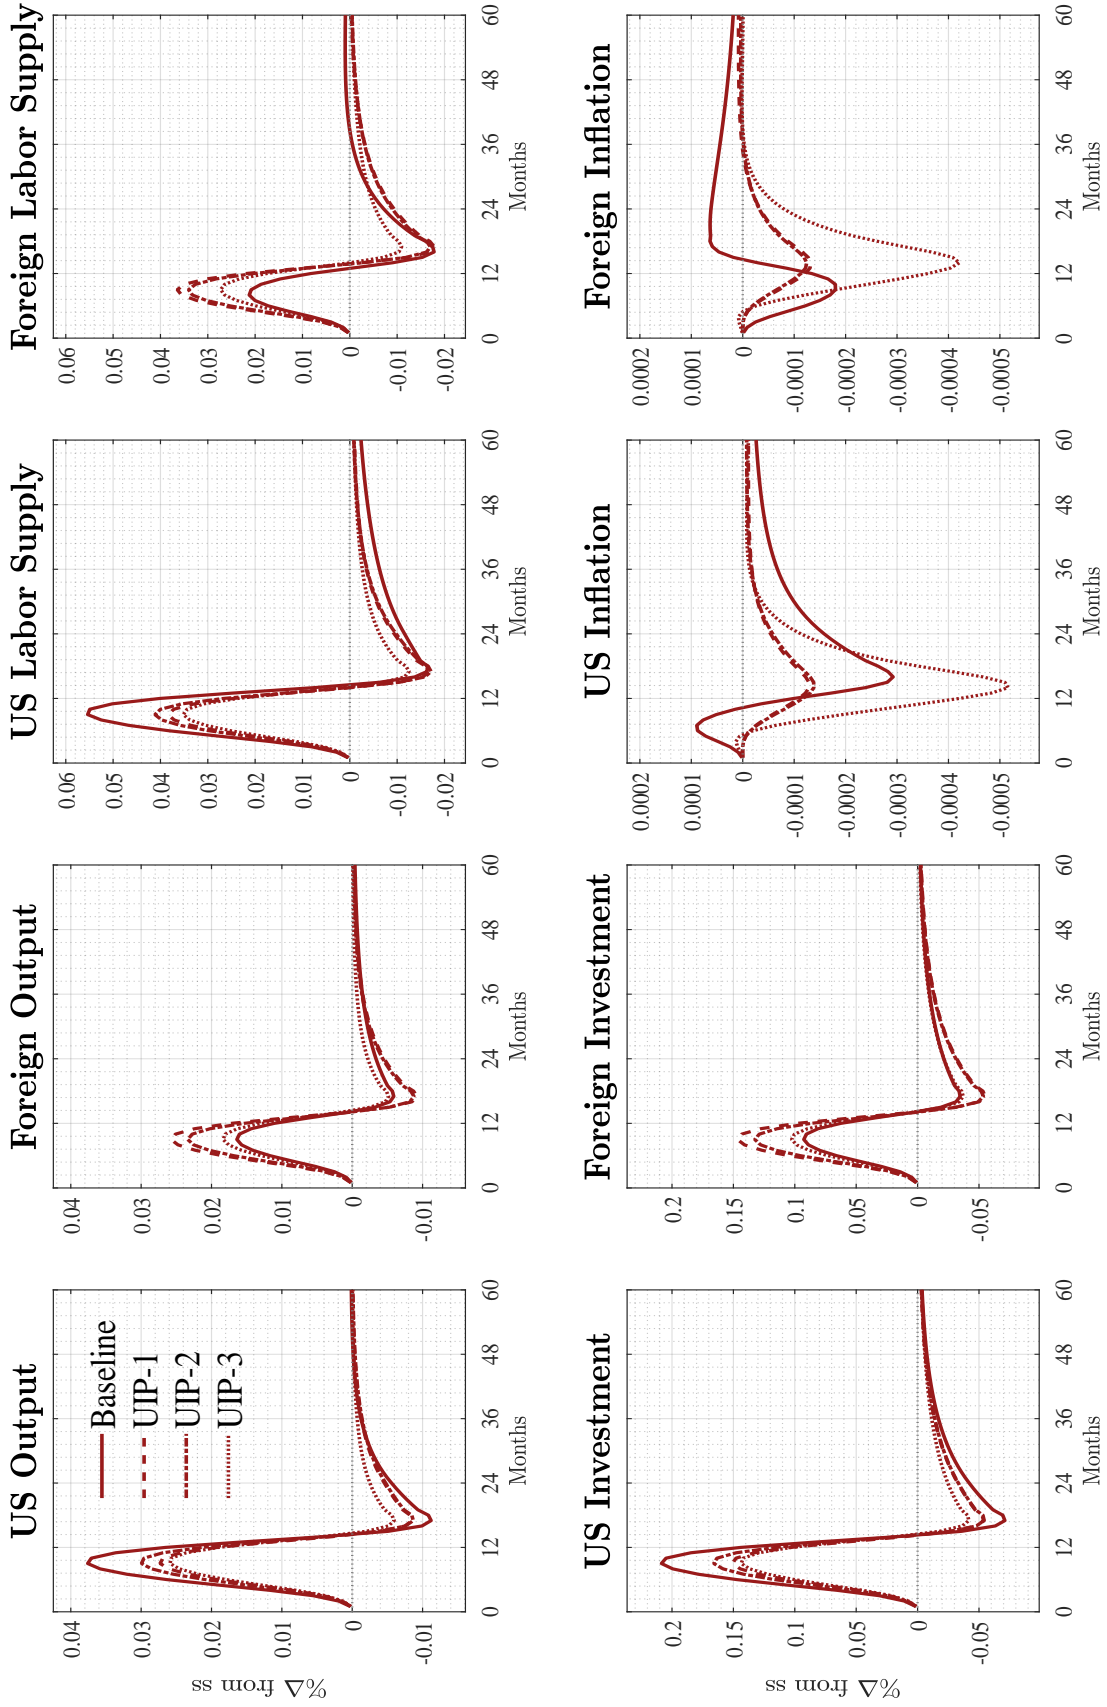 US Output
%Δ from ss
0.04
0.03
0.02
0.01
0
-0.01
Baseline
UIP-1
UIP-2
UIP-3
0 12 24 36 48 60
Months
Foreign Output
0.04
0.03
0.02
0.01
0
-0.01
0 12 24 36 48 60
Months
US Labor Supply
0.06
0.05
0.04
0.03
0.02
0.01
0
-0.01
-0.02
0 12 24 36 48 60
Months
Foreign Labor Supply
0.06
0.05
0.04
0.03
0.02
0.01
0
-0.01
-0.02
0 12 24 36 48 60
Months
US Investment
%Δ from ss
0.2
0.15
0.1
0.05
0
-0.05
0 12 24 36 48 60
Months
Foreign Investment
0.2
0.15
0.1
0.05
0
-0.05
0 12 24 36 48 60
Months
US Inflation
0.0002
0.0001
0
-0.0001
-0.0002
-0.0003
-0.0004
-0.0005
0 12 24 36 48 60
Months
Foreign Inflation
0.0002
0.0001
0
-0.0001
-0.0002
-0.0003
-0.0004
-0.0005
0 12 24 36 48 60
Months